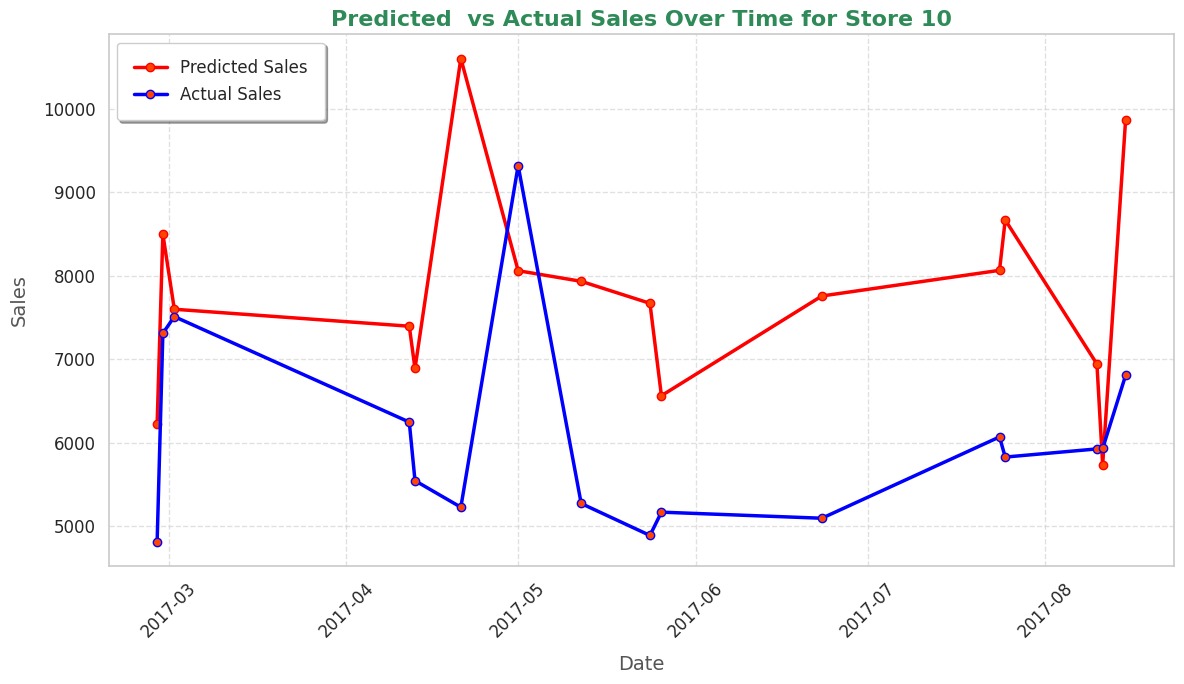 Predicted  vs Actual Sales Over Time for Store 10
Predicted Sales
Actual Sales
10000
9000
8000
7000
6000
5000
Sales
2017-03
2017-04
2017-05
2017-06
2017-07
2017-08
Date